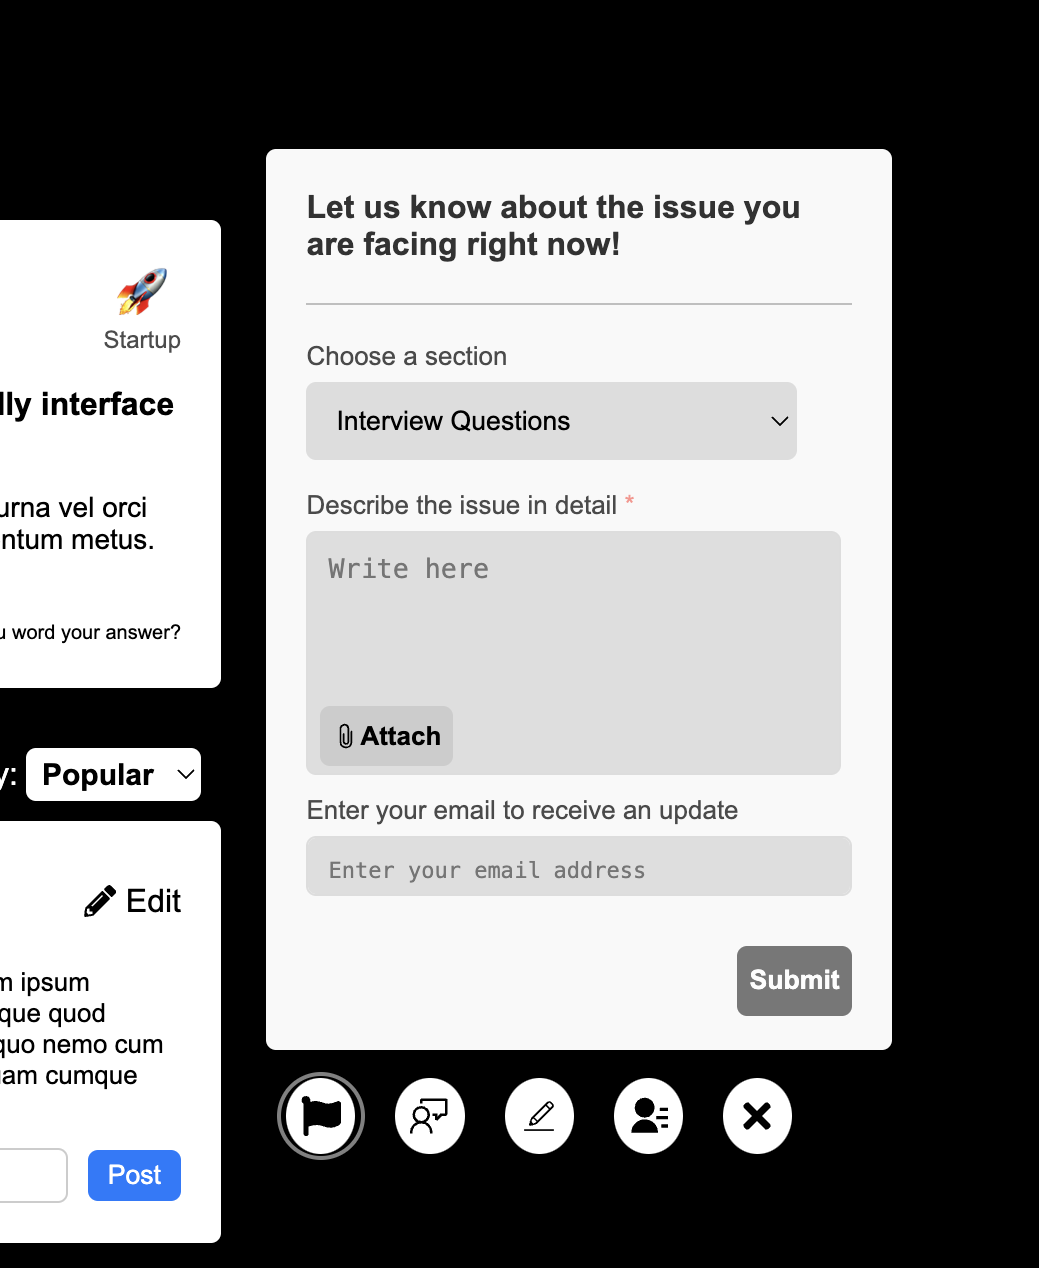 Startup
lly interface
urna vel orci
ntum metus.
u word your answer?
y: Popular
Edit
m ipsum
que quod
quo nemo cum
am cumque
Post
Let us know about the issue you
are facing right now!
Choose a section
Interview Questions
Describe the issue in detail *
Write here
Attach
Enter your email to receive an update
Enter your email address
Submit